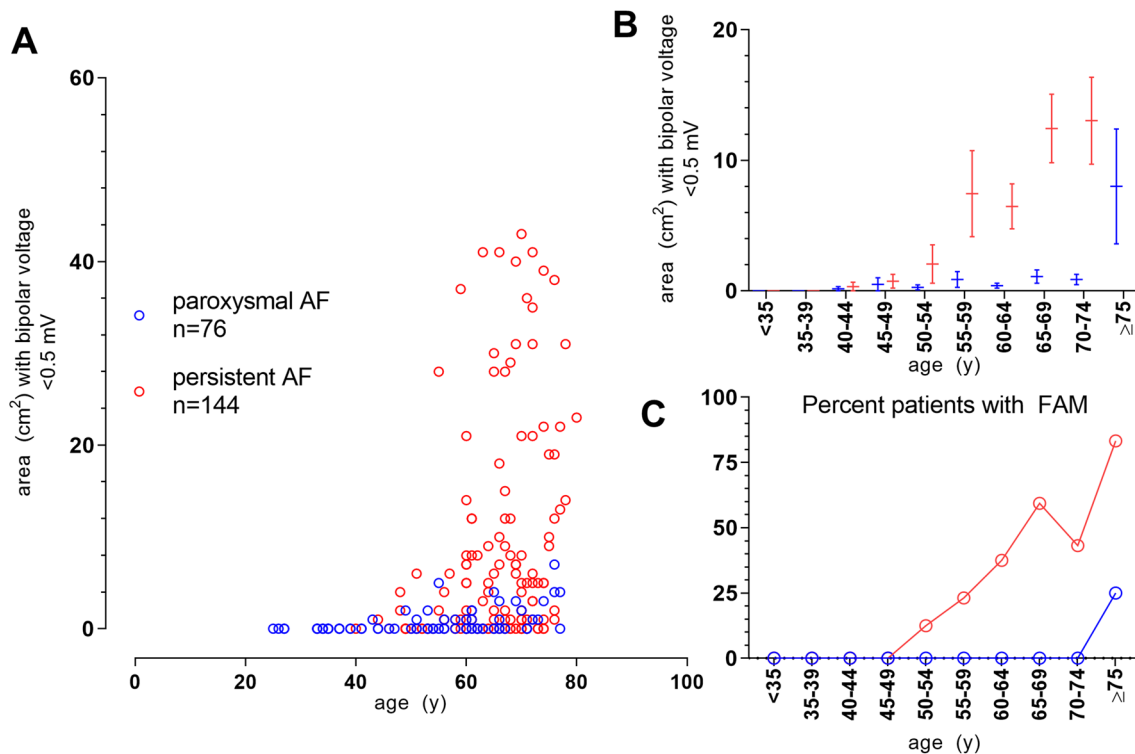 A
area (cm²) with bipolar voltage
<0.5 mV
60
40
20
0
paroxysmal AF
n=76
persistent AF
n=144
0
20
40
60
80
100
age (y)
B
area (cm²) with bipolar voltage
<0.5 mV
20
15
10
5
0
<35
35-39
40-44
45-49
50-54
55-59
60-64
65-69
70-74
≥75
age (y)
C
Percent patients with FAM
100
75
50
25
0
<35
35-39
40-44
45-49
50-54
55-59
60-64
65-69
70-74
≥75
age (y)